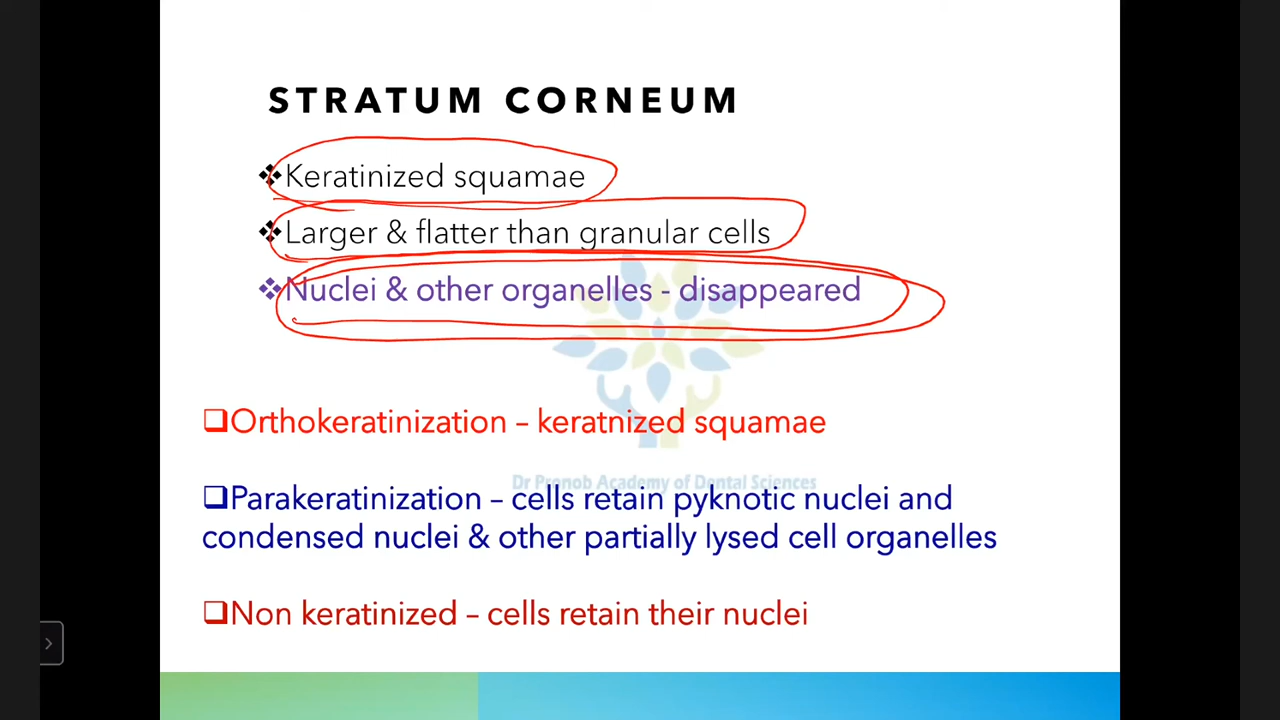 STRATUM CORNEUM
❖Keratinized squamae
❖Larger & flatter than granular cells
❖Nuclei & other organelles - disappeared
❑Orthokeratinization – keratnized squamae
Dr Pronob Academy of Dental Sciences
❑Parakeratinization – cells retain pyknotic nuclei and
condensed nuclei & other partially lysed cell organelles
❑Non keratinized – cells retain their nuclei